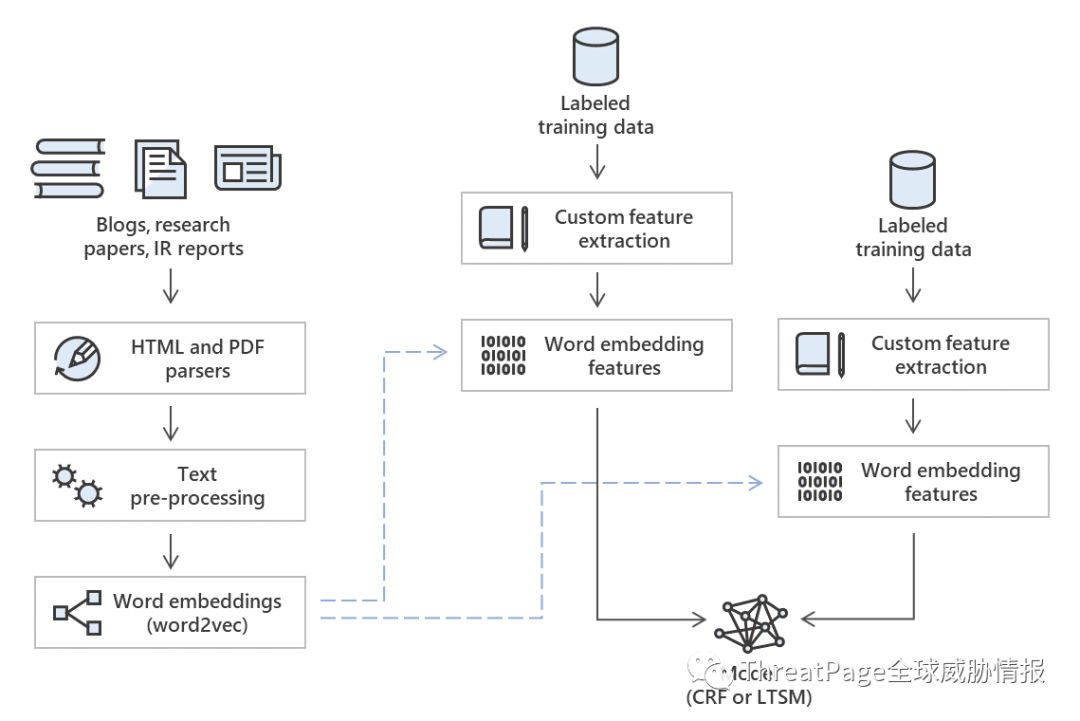 Blogs, research
papers, IR reports
HTML and PDF
parsers
Text
pre-processing
Word embeddings
(word2vec)
Labeled
training data
Custom feature
extraction
101010
010101
101010
Word embedding
features
Labeled
training data
Custom feature
extraction
101010
010101
101010
Word embedding
features
ThreatPage全球威胁情报
(CRF or LTSM)